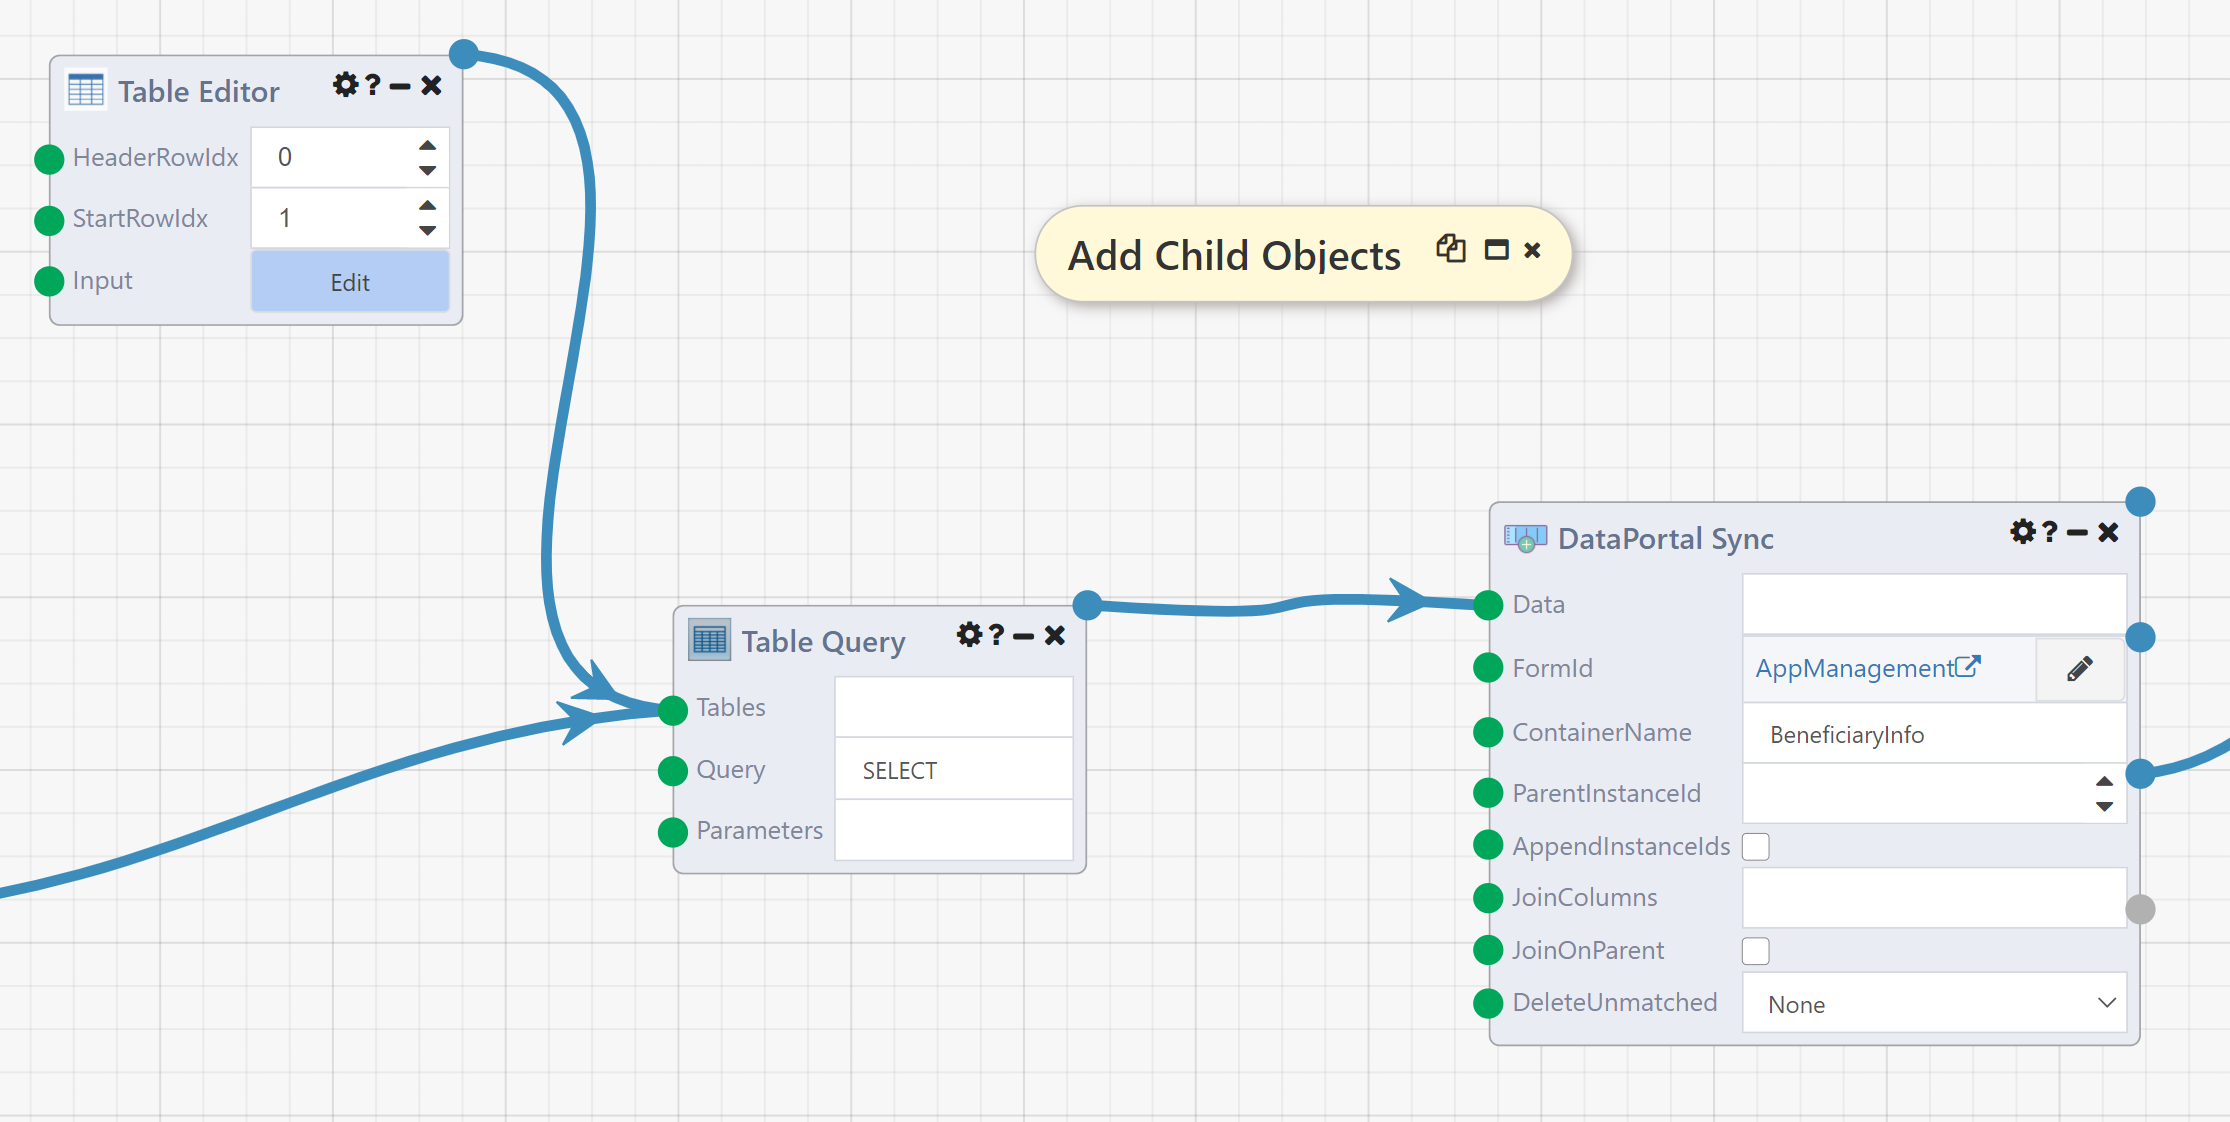 Table Editor ?
HeaderRowIdx 0
StartRowIdx 1
Input Edit
Add Child Objects
Table Query ?
Tables
Query SELECT
Parameters
DataPortal Sync ?
Data
FormId AppManagement
ContainerName BeneficiaryInfo
ParentInstanceId
AppendInstanceIds
JoinColumns
JoinOnParent
DeleteUnmatched None